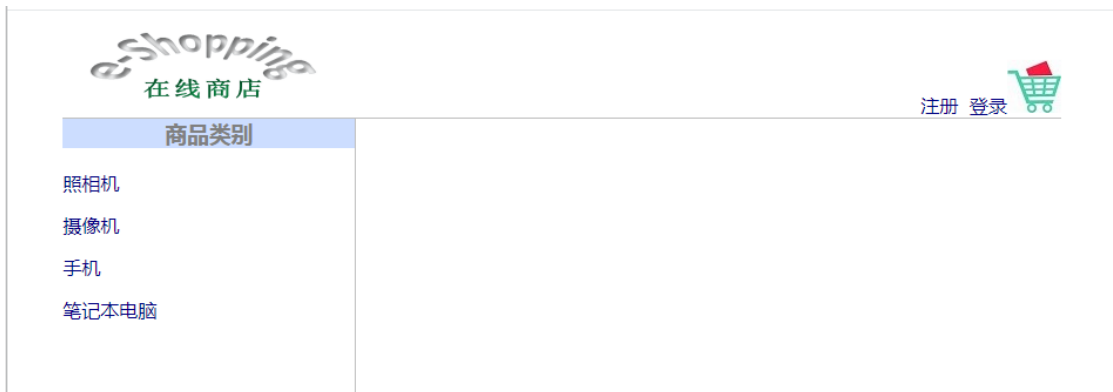 e-Shopping
在线商店
注册 登录
商品类别
照相机
摄像机
手机
笔记本电脑